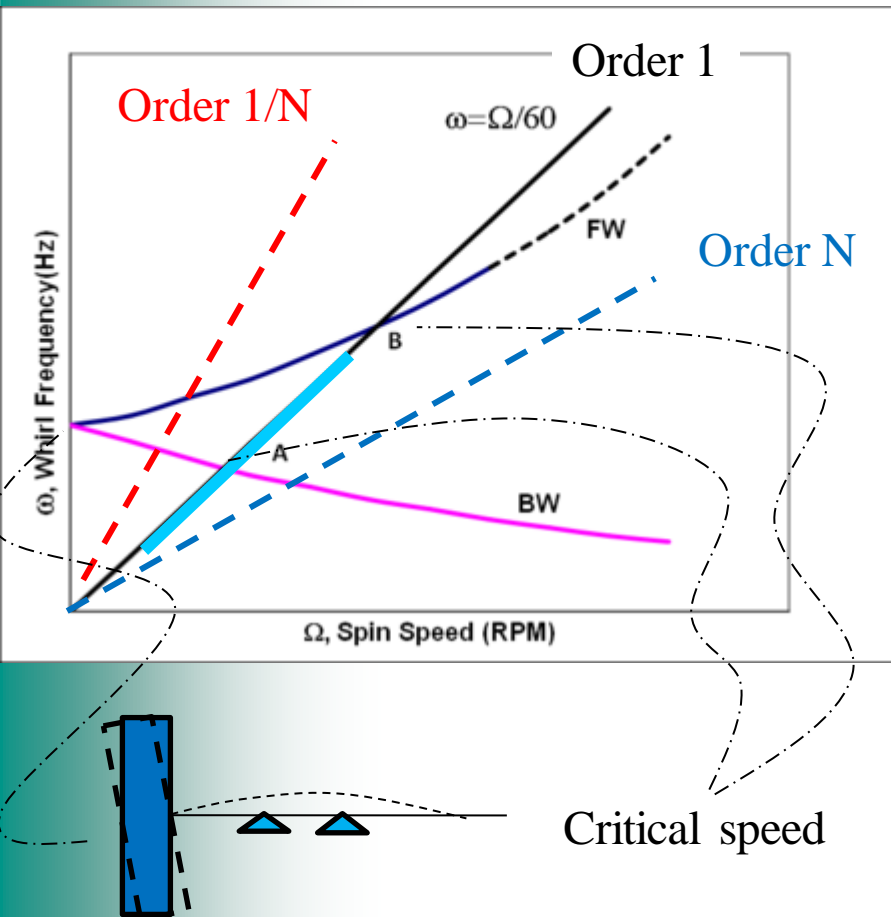 Order 1
Order 1/N
ω=Ω/60
FW
Order N
B
A
BW
ω, Whirl Frequency(Hz)
Ω, Spin Speed (RPM)
Critical speed